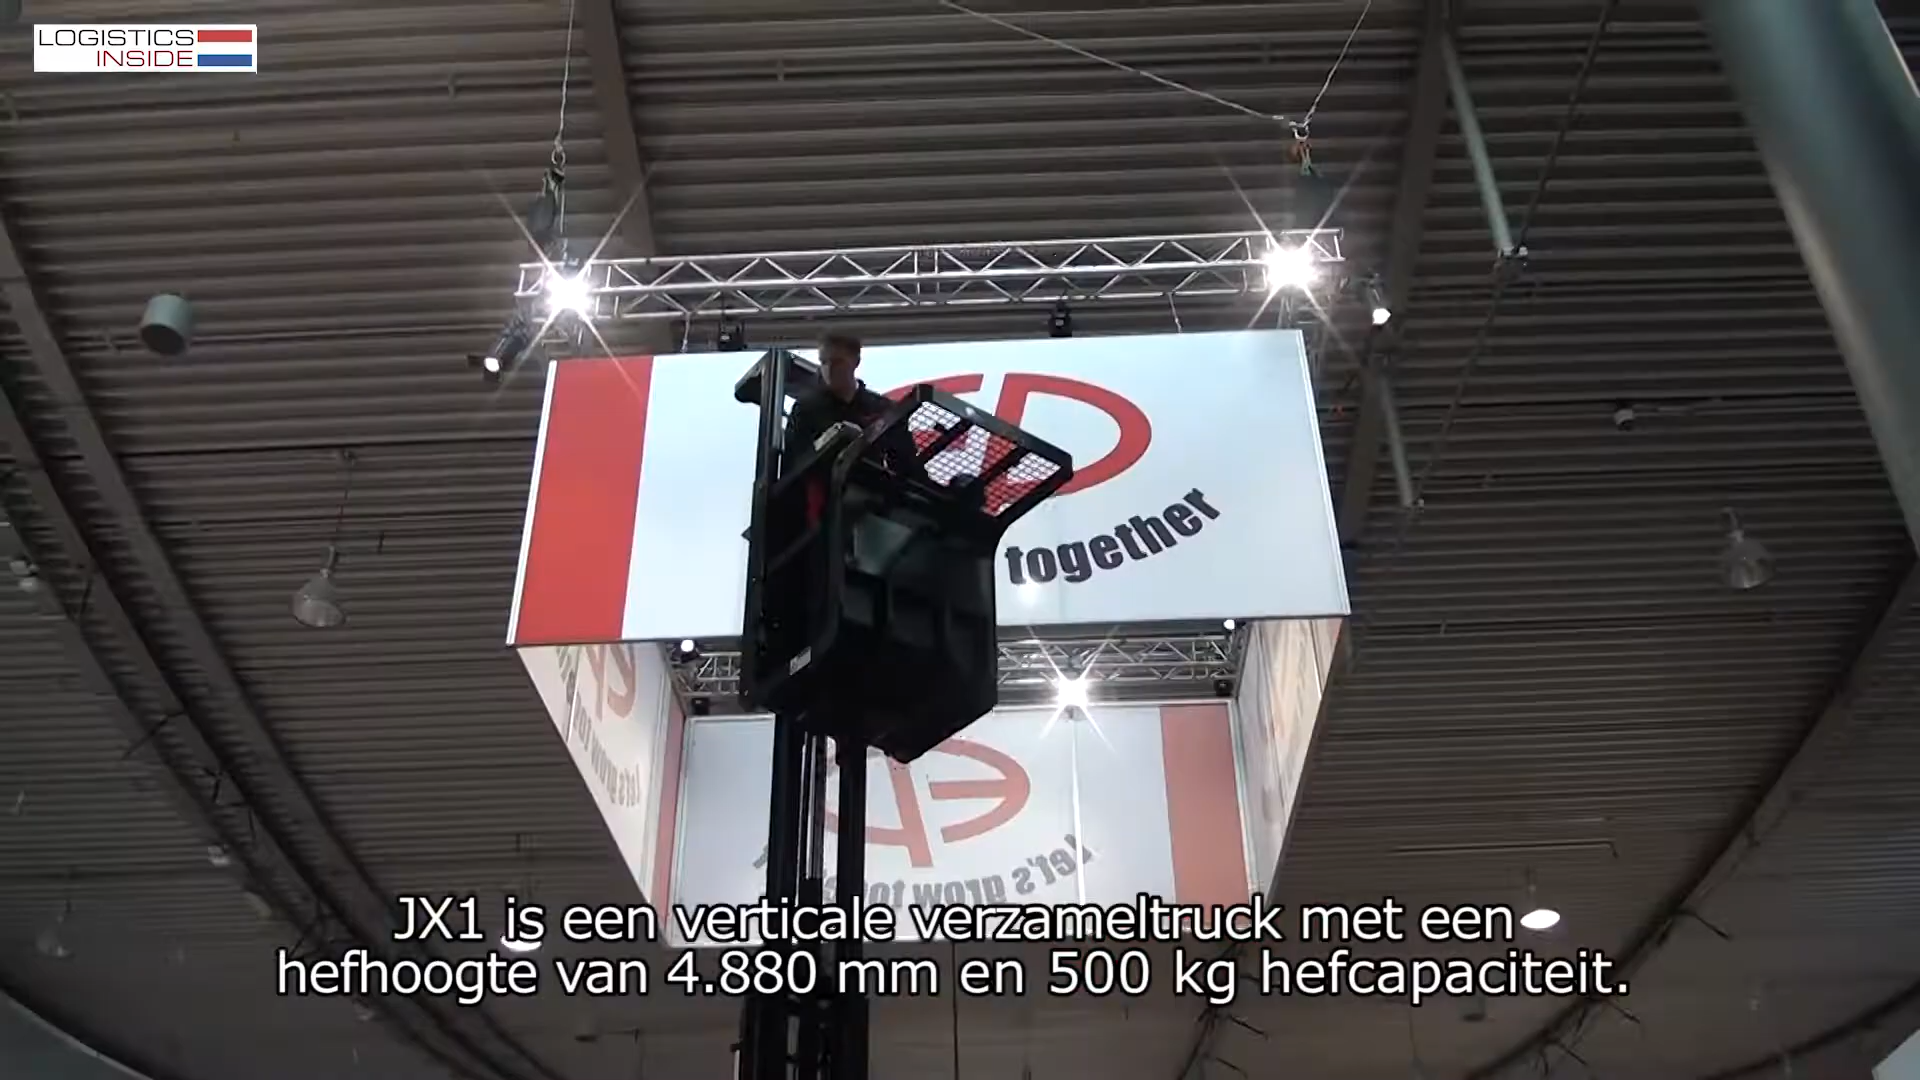 LOGISTICS
INSIDE
together
Let's grow
JX1 is een verticale verzameltruck met een
hefhoogte van 4.880 mm en 500 kg hefcapaciteit.